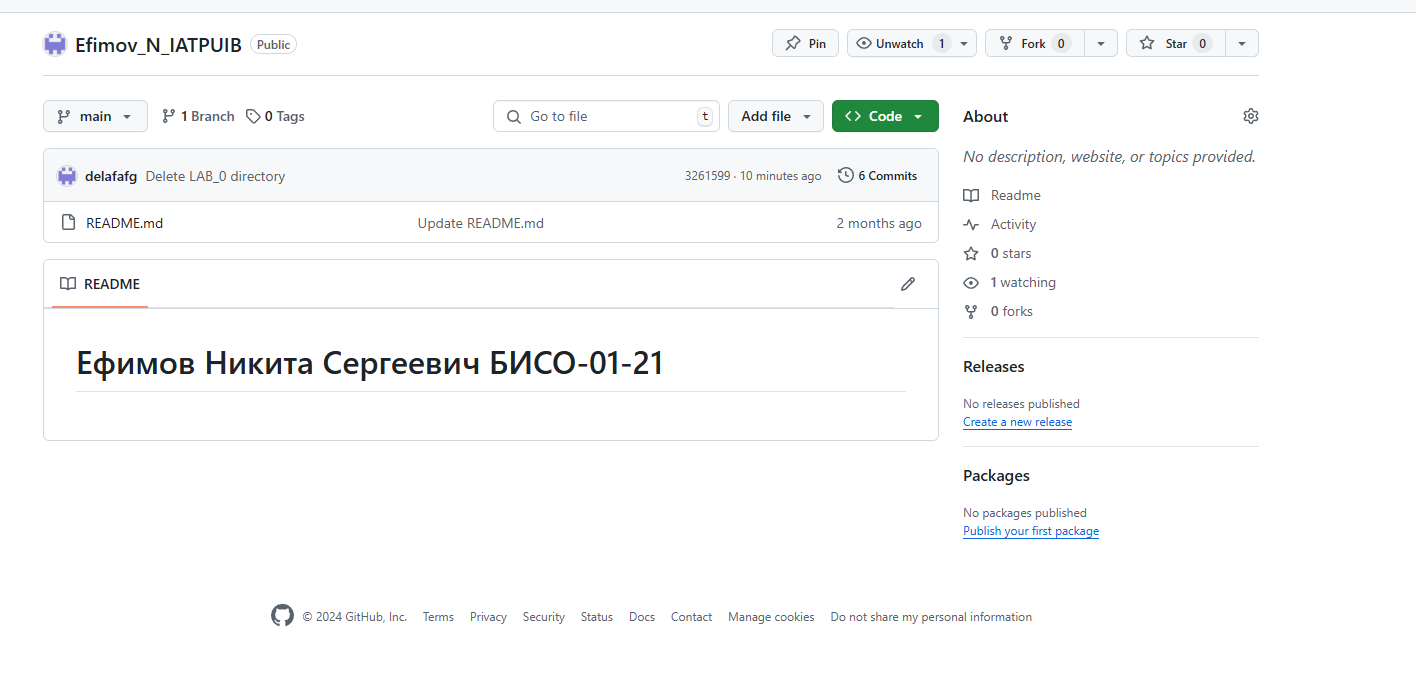 Efimov_N_IATPUIB Public Pin Unwatch 1 Fork 0 Star 0
main 1 Branch 0 Tags Go to file t Add file Code
delafafg Delete LAB_0 directory 3261599 · 10 minutes ago 6 Commits
README.md Update README.md 2 months ago
README
Ефимов Никита Сергеевич БИСО-01-21
About
No description, website, or topics provided.
Readme
Activity
0 stars
1 watching
0 forks
Releases
No releases published
Create a new release
Packages
No packages published
Publish your first package
© 2024 GitHub, Inc. Terms Privacy Security Status Docs Contact Manage cookies Do not share my personal information